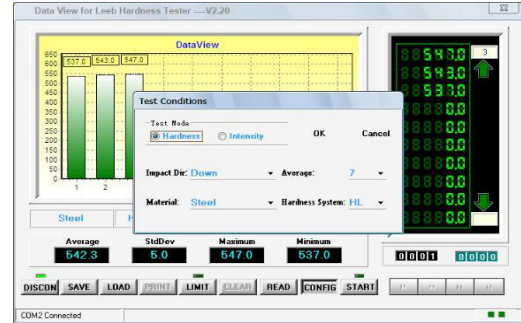 Data View for Leeb Hardness Tester ----V2.20
DataView
650
600
550
500
450
400
350
300
250
200
150
100
50
0
537.0 543.0 547.0
1 2
547.0 3
543.0
537.0
0.0
0.0
0.0
0.0
0.0
0.0
Test Conditions
Test Mode
Hardness Intensity OK Cancel
Impact Dir: Down Average: 7
Material: Steel Hardness System: HL
Steel H
Average StdDev Maximum Minimum
542.3 5.0 547.0 537.0
0001 0000
DISCON SAVE LOAD PRINT LIMIT CLEAR READ CONFIG START
COM2 Connected